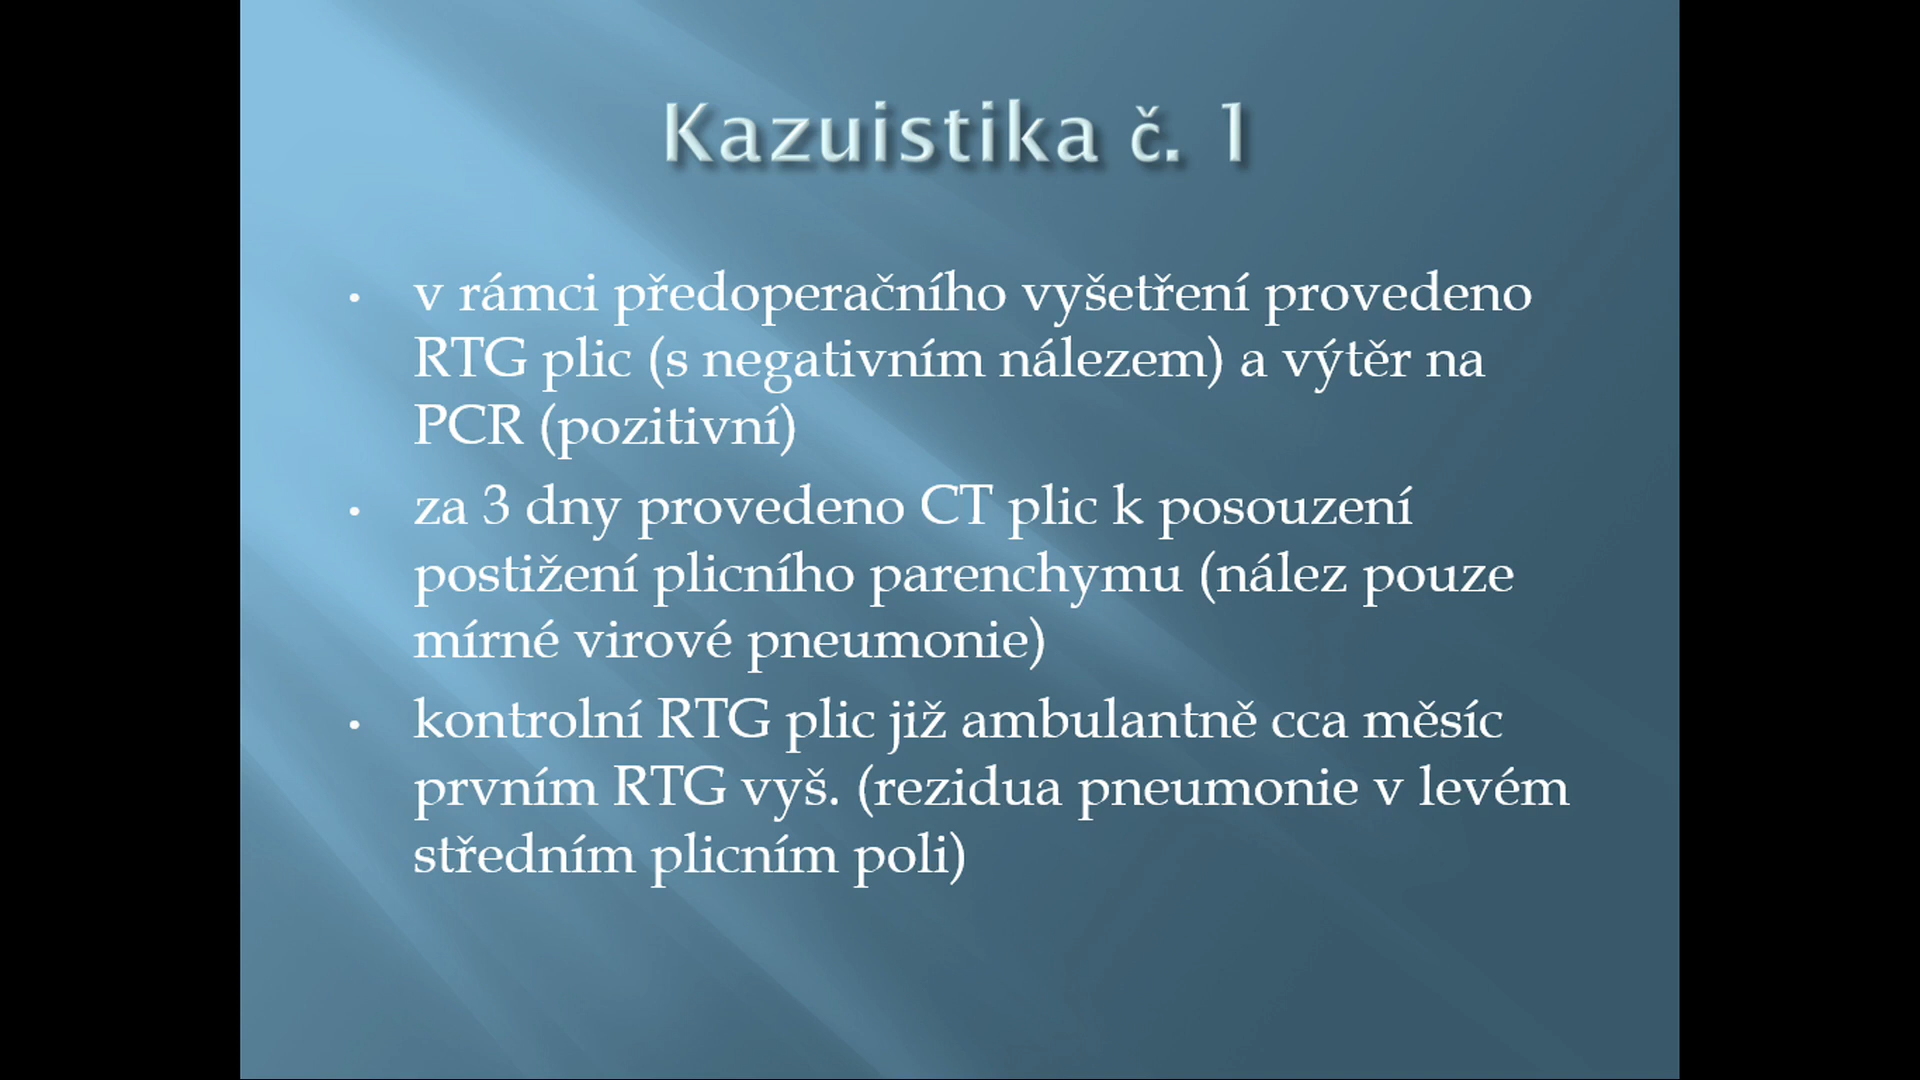 Kazuistika č. 1
• v rámci předoperačního vyšetření provedeno
RTG plic (s negativním nálezem) a výtěr na
PCR (pozitivní)
• za 3 dny provedeno CT plic k posouzení
postižení plicního parenchymu (nález pouze
mírné virové pneumonie)
• kontrolní RTG plic již ambulantně cca měsíc
prvním RTG vyš. (rezidua pneumonie v levém
středním plicním poli)